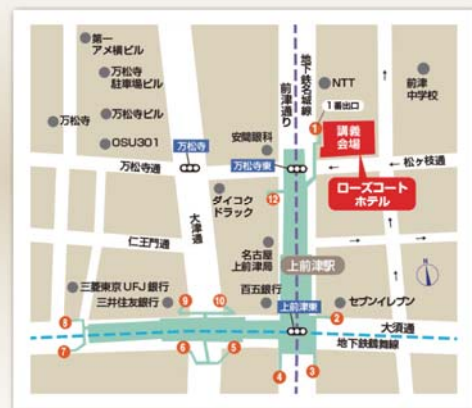 第一
アメ横ビル
万松寺
駐車場ビル
万松寺
万松寺ビル
OSU301
万松寺
万松寺通
大津通
前津通り
地下鉄名城線
NTT
1番出口
1
前津
中学校
講義
会場
安間眼科
万松寺東
松ヶ枝通
ローズコート
ホテル
12
ダイコク
ドラッグ
仁王門通
名古屋
上前津局
上前津駅
三菱東京UFJ銀行
三井住友銀行
9
10
百五銀行
上前津東
セブンイレブン
2
8
7
6
5
4
3
大須通
地下鉄鶴舞線